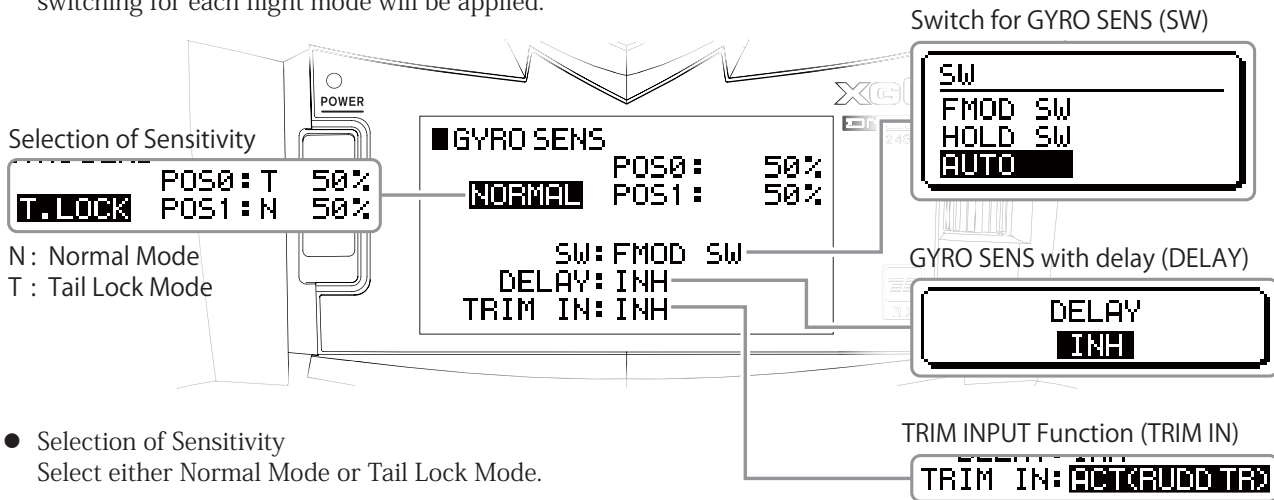 switching for each flight mode will be applied.
Switch for GYRO SENS (SW)
SW
FMOD SW
HOLD SW
AUTO
POWER
Selection of Sensitivity
POS0:T 50%
T.LOCK POS1:N 50%
N : Normal Mode
T : Tail Lock Mode
■GYRO SENS
POS0: 50%
NORMAL POS1: 50%
SW:FMOD SW
DELAY:INH
TRIM IN:INH
GYRO SENS with delay (DELAY)
DELAY
INH
TRIM INPUT Function (TRIM IN)
TRIM IN:ACT(RUDD TR)
● Selection of Sensitivity
Select either Normal Mode or Tail Lock Mode.